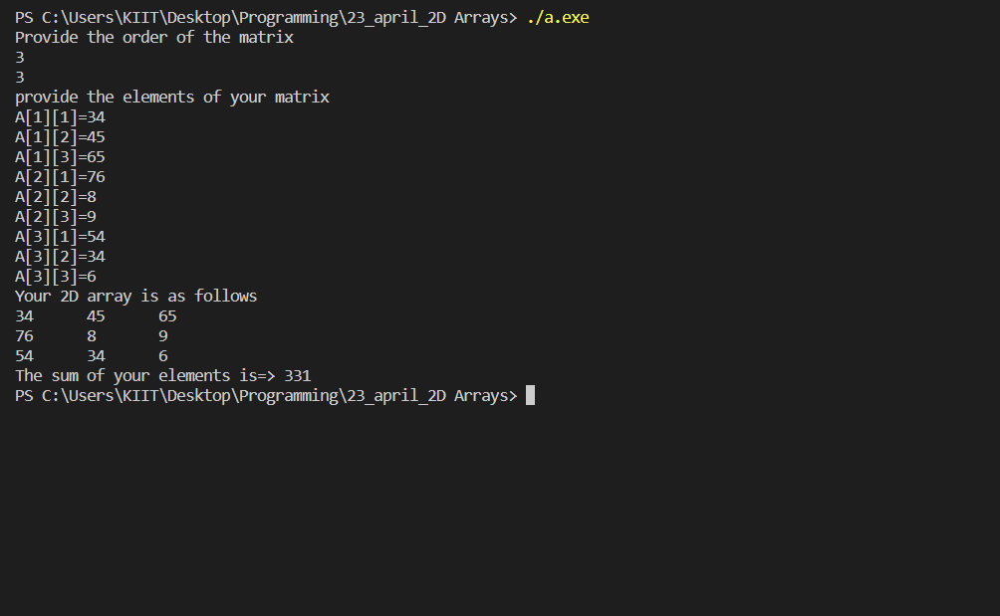 PS C:\Users\KIIT\Desktop\Programming\23_april_2D Arrays> ./a.exe
Provide the order of the matrix
3
3
provide the elements of your matrix
A[1][1]=34
A[1][2]=45
A[1][3]=65
A[2][1]=76
A[2][2]=8
A[2][3]=9
A[3][1]=54
A[3][2]=34
A[3][3]=6
Your 2D array is as follows
34      45      65
76      8       9
54      34      6
The sum of your elements is=> 331
PS C:\Users\KIIT\Desktop\Programming\23_april_2D Arrays>